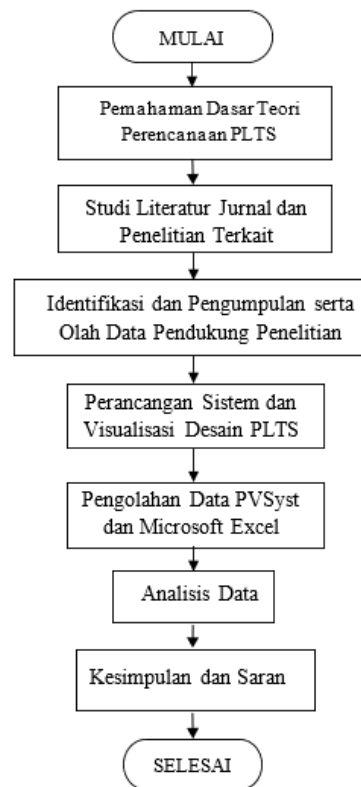 MULAI
Pemahaman Dasar Teori
Perencanaan PLTS
Studi Literatur Jurnal dan
Penelitian Terkait
Identifikasi dan Pengumpulan serta
Olah Data Pendukung Penelitian
Perancangan Sistem dan
Visualisasi Desain PLTS
Pengolahan Data PVSyst
dan Microsoft Excel
Analisis Data
Kesimpulan dan Saran
SELESAI